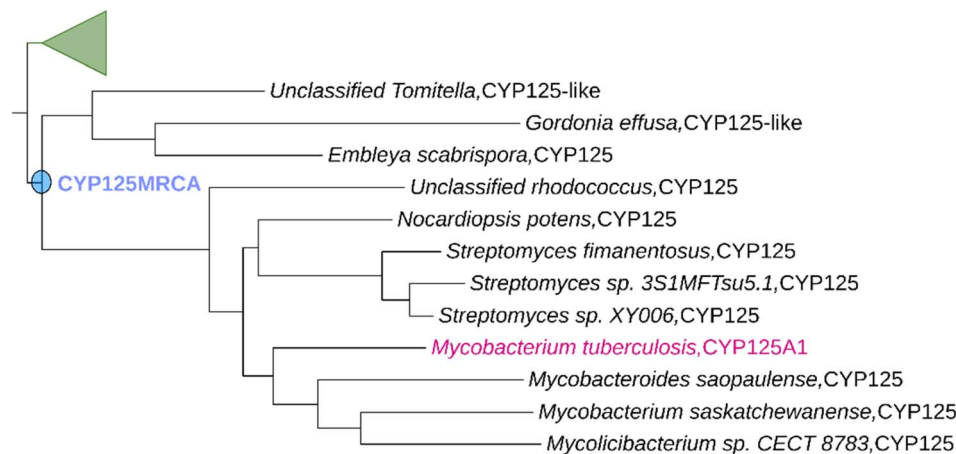 Unclassified Tomitella,CYP125-like
Gordonia effusa,CYP125-like
Embleya scabrispora,CYP125
CYP125MRCA
Unclassified rhodococcus,CYP125
Nocardiopsis potens,CYP125
Streptomyces fimanentosus,CYP125
Streptomyces sp. 3S1MFTsu5.1,CYP125
Streptomyces sp. XY006,CYP125
Mycobacterium tuberculosis,CYP125A1
Mycobacteroides saopaulense,CYP125
Mycobacterium saskatchewanense,CYP125
Mycolicibacterium sp. CECT 8783,CYP125